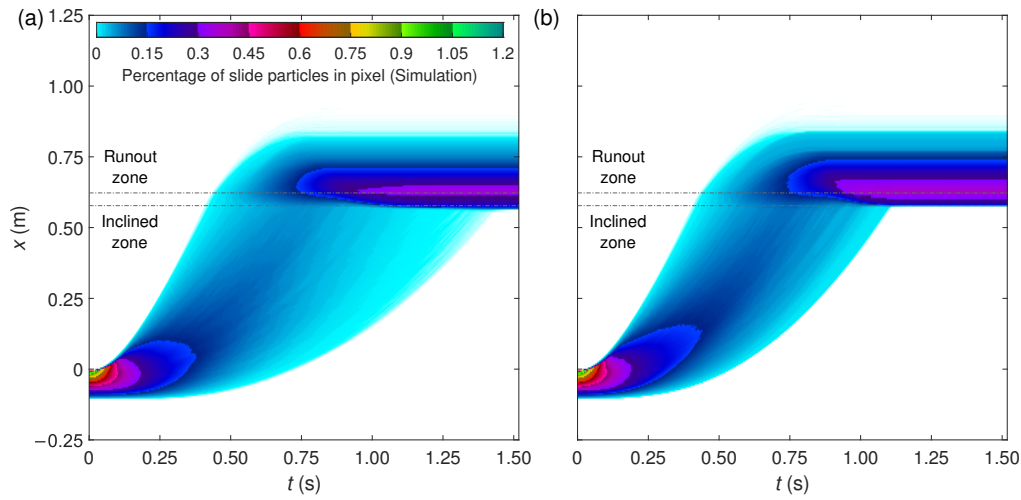 (a)
(b)
0 0.15 0.3 0.45 0.6 0.75 0.9 1.05 1.2
Percentage of slide particles in pixel (Simulation)
1.25
1.00
0.75
0.50
0.25
0
−0.25
x (m)
Runout
zone
Inclined
zone
Runout
zone
Inclined
zone
0 0.25 0.50 0.75 1.00 1.25 1.50
t (s)
0 0.25 0.50 0.75 1.00 1.25 1.50
t (s)